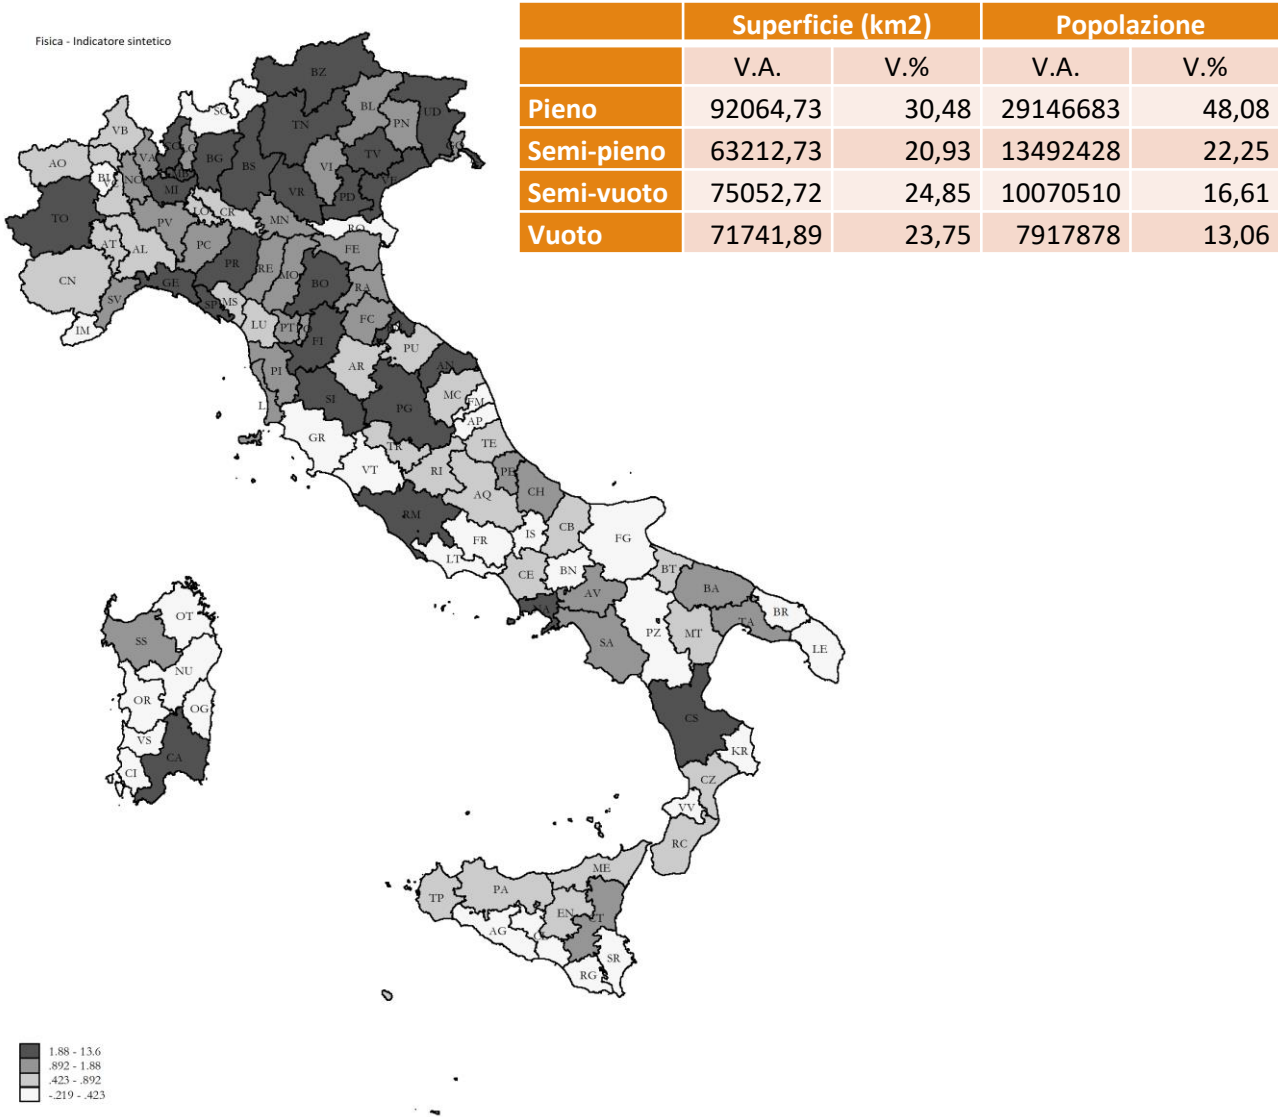 Fisica - Indicatore sintetico
Superficie (km2) Popolazione
V.A. V.% V.A. V.%
Pieno 92064,73 30,48 29146683 48,08
Semi-pieno 63212,73 20,93 13492428 22,25
Semi-vuoto 75052,72 24,85 10070510 16,61
Vuoto 71741,89 23,75 7917878 13,06
BZ
SO BL UD
VB TN PN
AO VA BG BS TV GO
BI NO MB VI VE
TO MI VR PD
LO CR MN RO
AT AL PV PC FE
CN GE PR RE MO BO RA
SV SP MS
IM LU PT FI FC
PU
PI AR AN
SI MC FM
PG AP
GR TR TE
VT RI PE
AQ CH
RM
FR IS CB FG
LT
CE BN BT
AV BA
OT BR
SS SA PZ MT TA
NU LE
OR OG
CS
VS CA KR
CI CZ
VV
RC
ME
TP PA
EN CT
AG
SR
RG
1.88 - 13.6
.892 - 1.88
.423 - .892
-.219 - .423